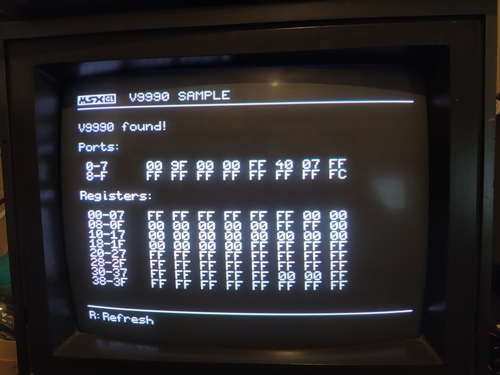 MSXGL V9990 SAMPLE
V9990 found!
Ports:
0-7 00 9F 00 00 FF 40 07 FF
8-F FF FF FF FF FF FF FF FC
Registers:
00-07 FF FF FF FF FF FF 00 00
08-0F 00 00 00 00 00 00 00 00
10-17 00 00 00 00 00 00 00 00
18-1F 00 00 00 00 FF FF FF FF
20-27 FF FF FF FF FF FF FF FF
28-2F FF FF FF FF FF FF FF FF
30-37 FF FF FF FF FF 00 00 FF
38-3F FF FF FF FF FF FF FF FF
R:Refresh